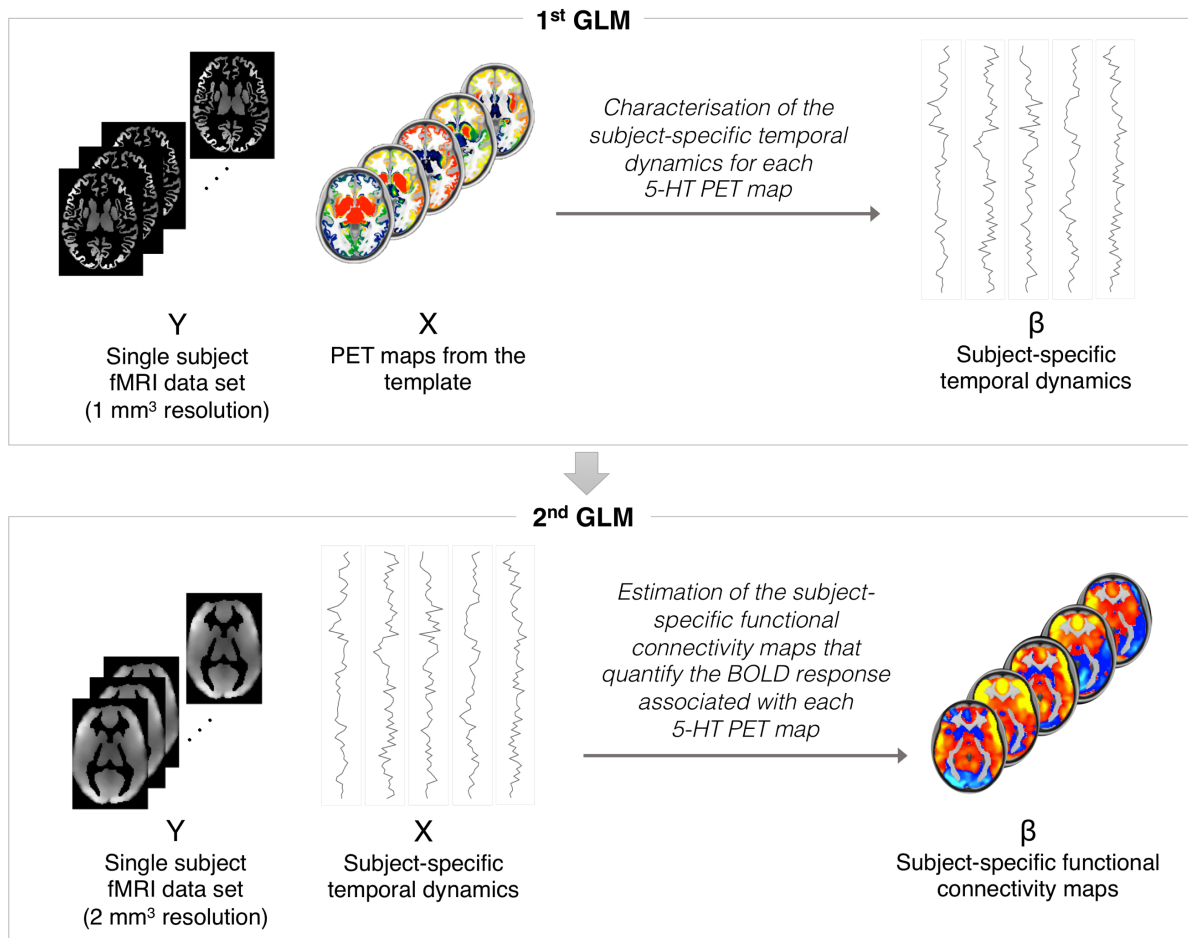 1st GLM
Characterisation of the
subject-specific temporal
dynamics for each
5-HT PET map
Y
Single subject
fMRI data set
(1 mm³ resolution)
X
PET maps from the
template
β
Subject-specific
temporal dynamics
2nd GLM
Estimation of the subject-
specific functional
connectivity maps that
quantify the BOLD response
associated with each
5-HT PET map
Y
Single subject
fMRI data set
(2 mm³ resolution)
X
Subject-specific
temporal dynamics
β
Subject-specific functional
connectivity maps